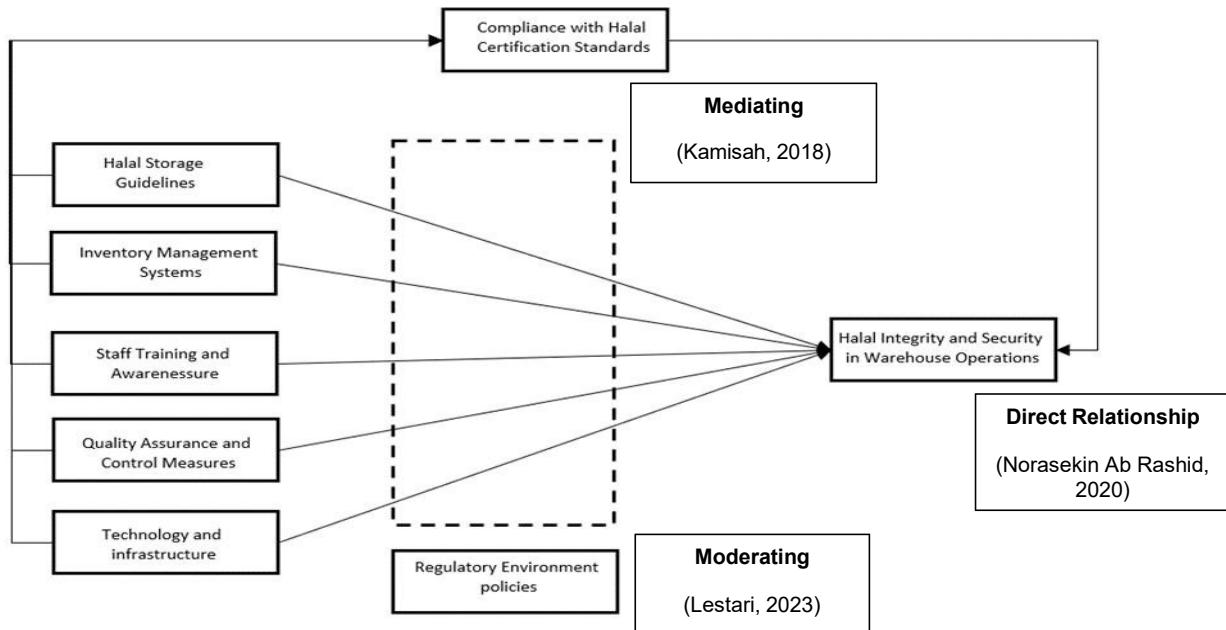 Compliance with Halal
Certification Standards
Mediating
(Kamisah, 2018)
Halal Storage
Guidelines
Inventory Management
Systems
Staff Training and
Awarenessure
Quality Assurance and
Control Measures
Technology and
infrastructure
Halal Integrity and Security
in Warehouse Operations
Direct Relationship
(Norasekin Ab Rashid,
2020)
Regulatory Environment
policies
Moderating
(Lestari, 2023)